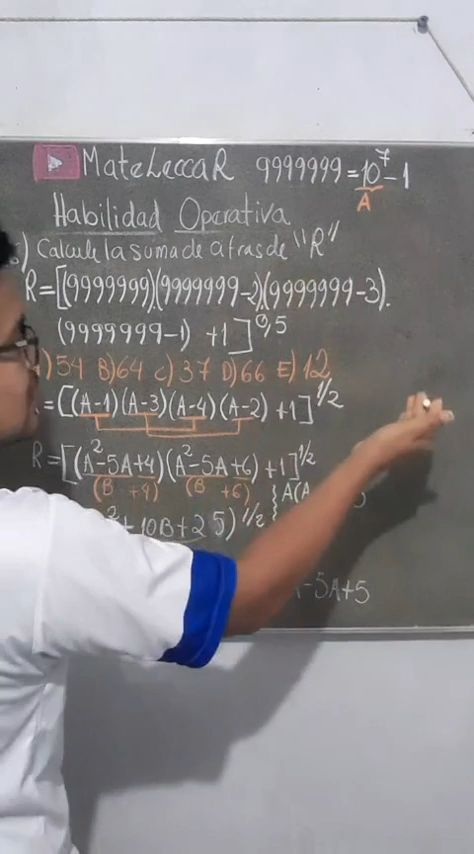 MateLeccaR 9999999 = 10⁷ - 1
A
Habilidad Operativa
) Calcule la suma de cifras de "R"
R = [(9999999)(9999999-2)(9999999-3).
(9999999-1) +1]^0,5
) 54 B) 64 C) 37 D) 66 E) 12
= [(A-1)(A-3)(A-4)(A-2) +1]^1/2
R = [(A²-5A+4)(A²-5A+6) +1]^1/2
(B +4) (B +6)
{ A(A
² + 10B + 25)^1/2
-5A+5